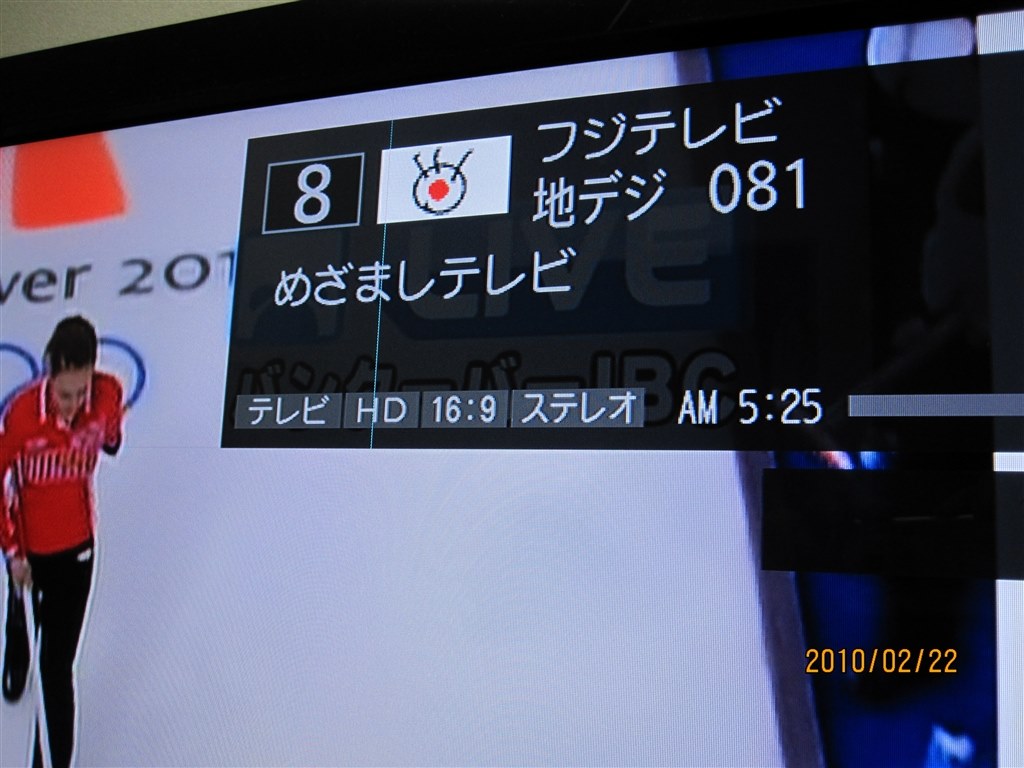 8
フジテレビ
地デジ 081
めざましテレビ
LIVE
バンクーバー IBC
テレビ HD 16:9 ステレオ AM 5:25
ver 201
2010/02/22